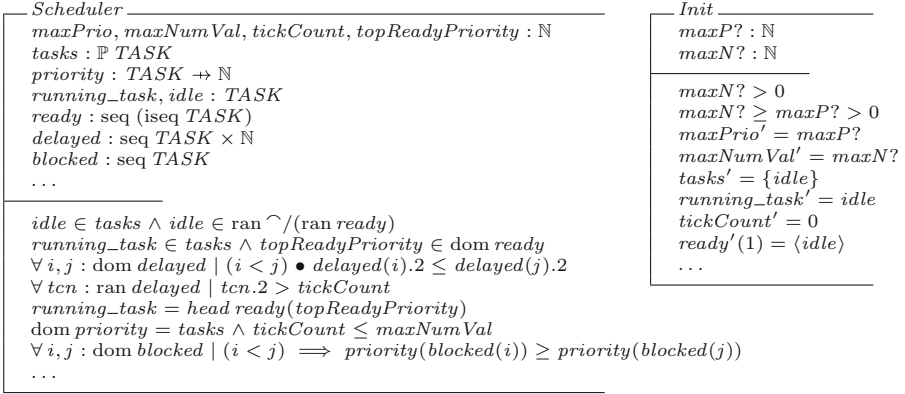 Scheduler
maxPrio, maxNumVal, tickCount, topReadyPriority : ℕ
tasks : ℙ TASK
priority : TASK ⇸ ℕ
running_task, idle : TASK
ready : seq (iseq TASK)
delayed : seq TASK × ℕ
blocked : seq TASK
. . .
idle ∈ tasks ∧ idle ∈ ran ⌢/(ran ready)
running_task ∈ tasks ∧ topReadyPriority ∈ dom ready
∀ i, j : dom delayed | (i < j) • delayed(i).2 ≤ delayed(j).2
∀ tcn : ran delayed | tcn.2 > tickCount
running_task = head ready(topReadyPriority)
dom priority = tasks ∧ tickCount ≤ maxNumVal
∀ i, j : dom blocked | (i < j) ⟹ priority(blocked(i)) ≥ priority(blocked(j))
. . .
Init
maxP? : ℕ
maxN? : ℕ
maxN? > 0
maxN? ≥ maxP? > 0
maxPrio′ = maxP?
maxNumVal′ = maxN?
tasks′ = {idle}
running_task′ = idle
tickCount′ = 0
ready′(1) = ⟨idle⟩
. . .